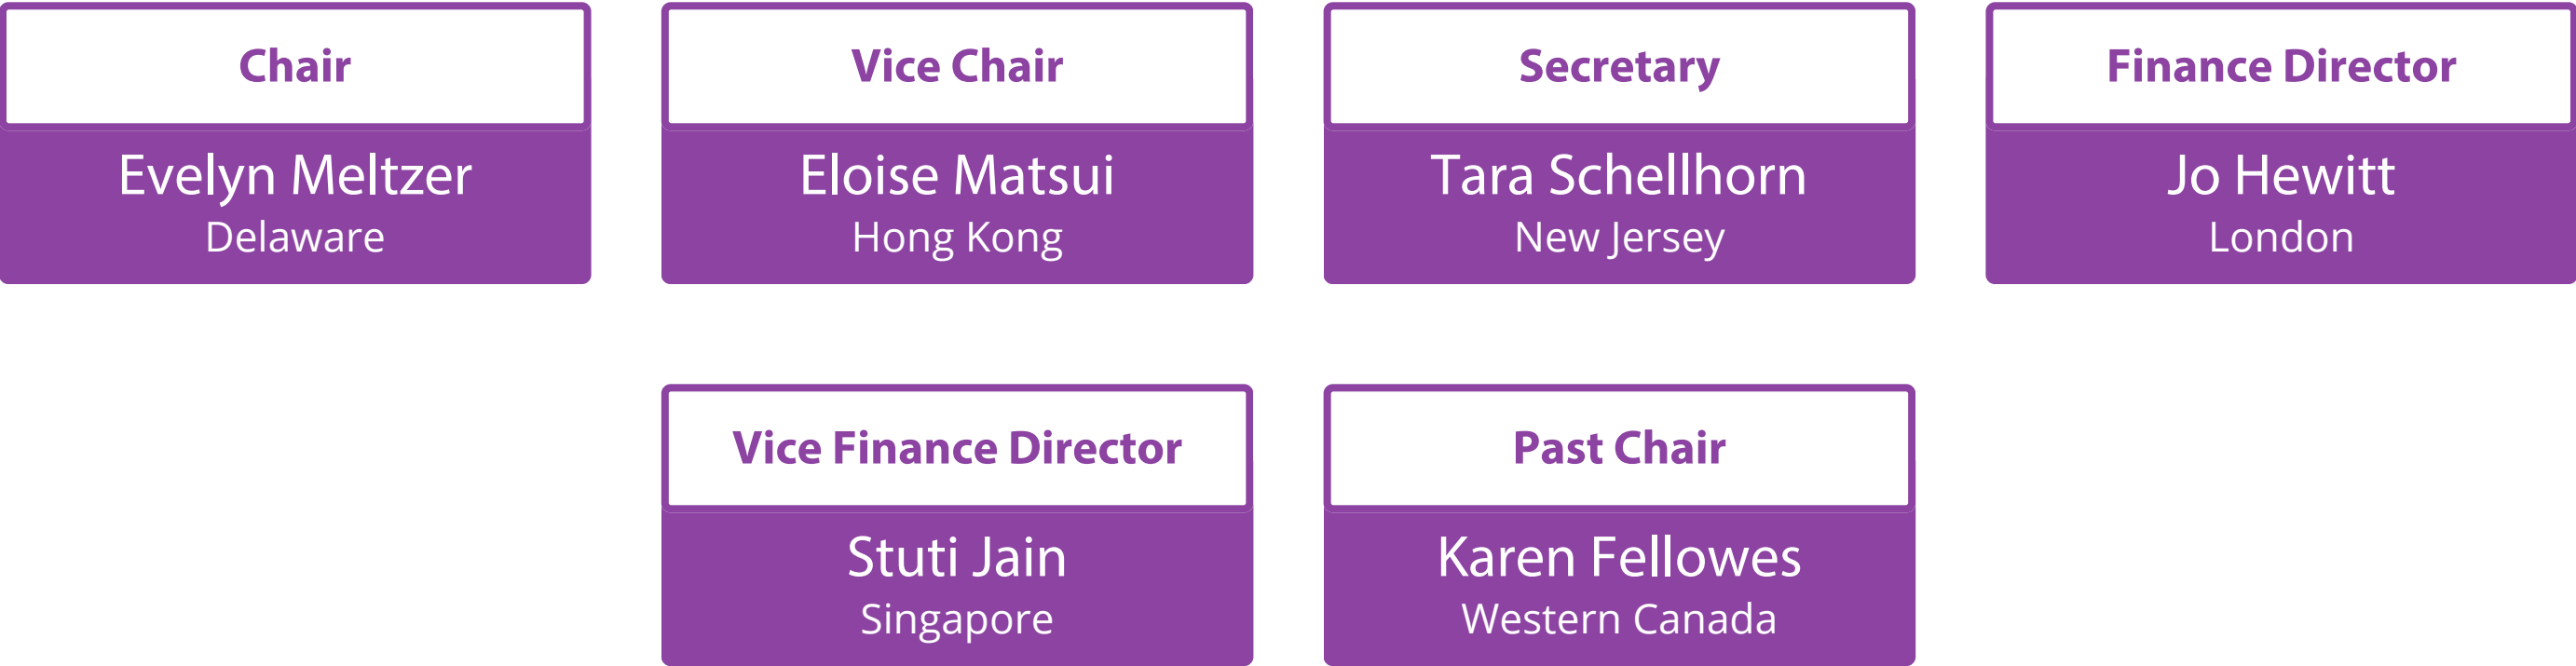 Chair
Evelyn Meltzer
Delaware
Vice Chair
Eloise Matsui
Hong Kong
Secretary
Tara Schellhorn
New Jersey
Finance Director
Jo Hewitt
London
Vice Finance Director
Stuti Jain
Singapore
Past Chair
Karen Fellowes
Western Canada